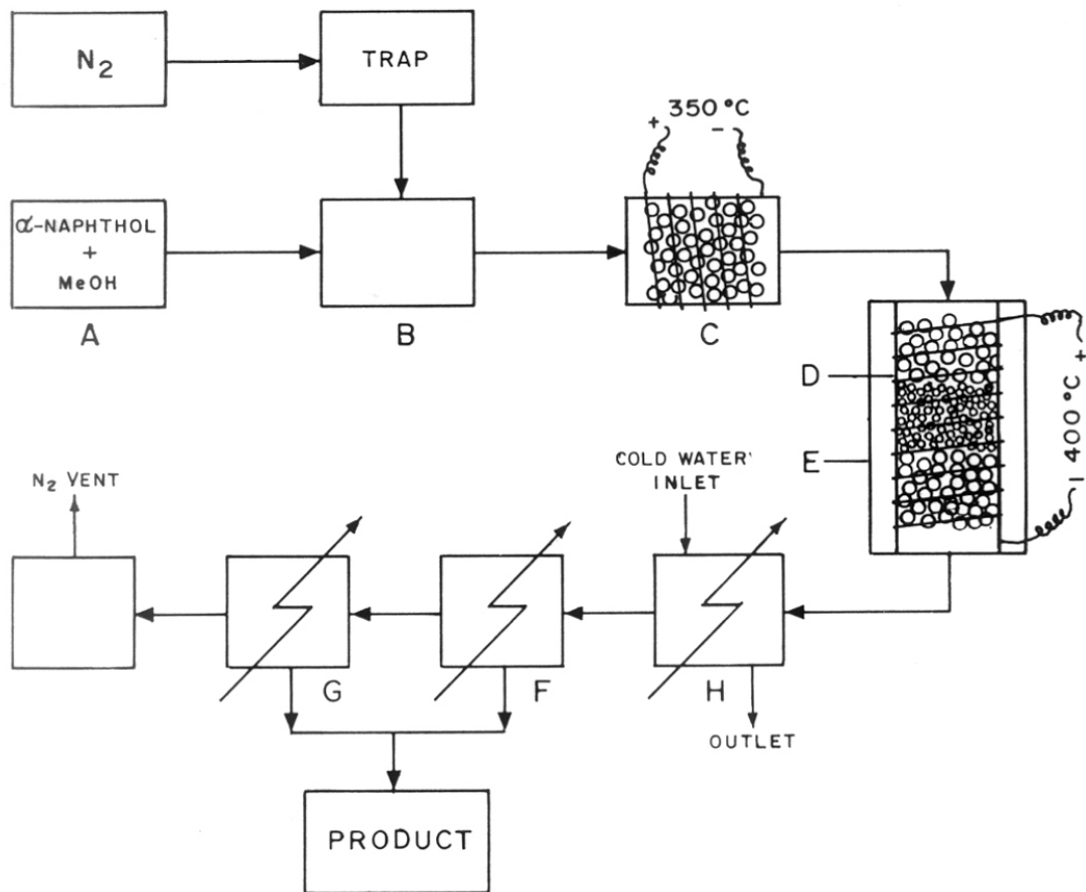 N₂
TRAP
+ 350 °C −
α-NAPHTHOL
+
MeOH
A
B
C
D
E
+
400 °C
−
COLD WATER
INLET
N₂ VENT
G
F
H
OUTLET
PRODUCT